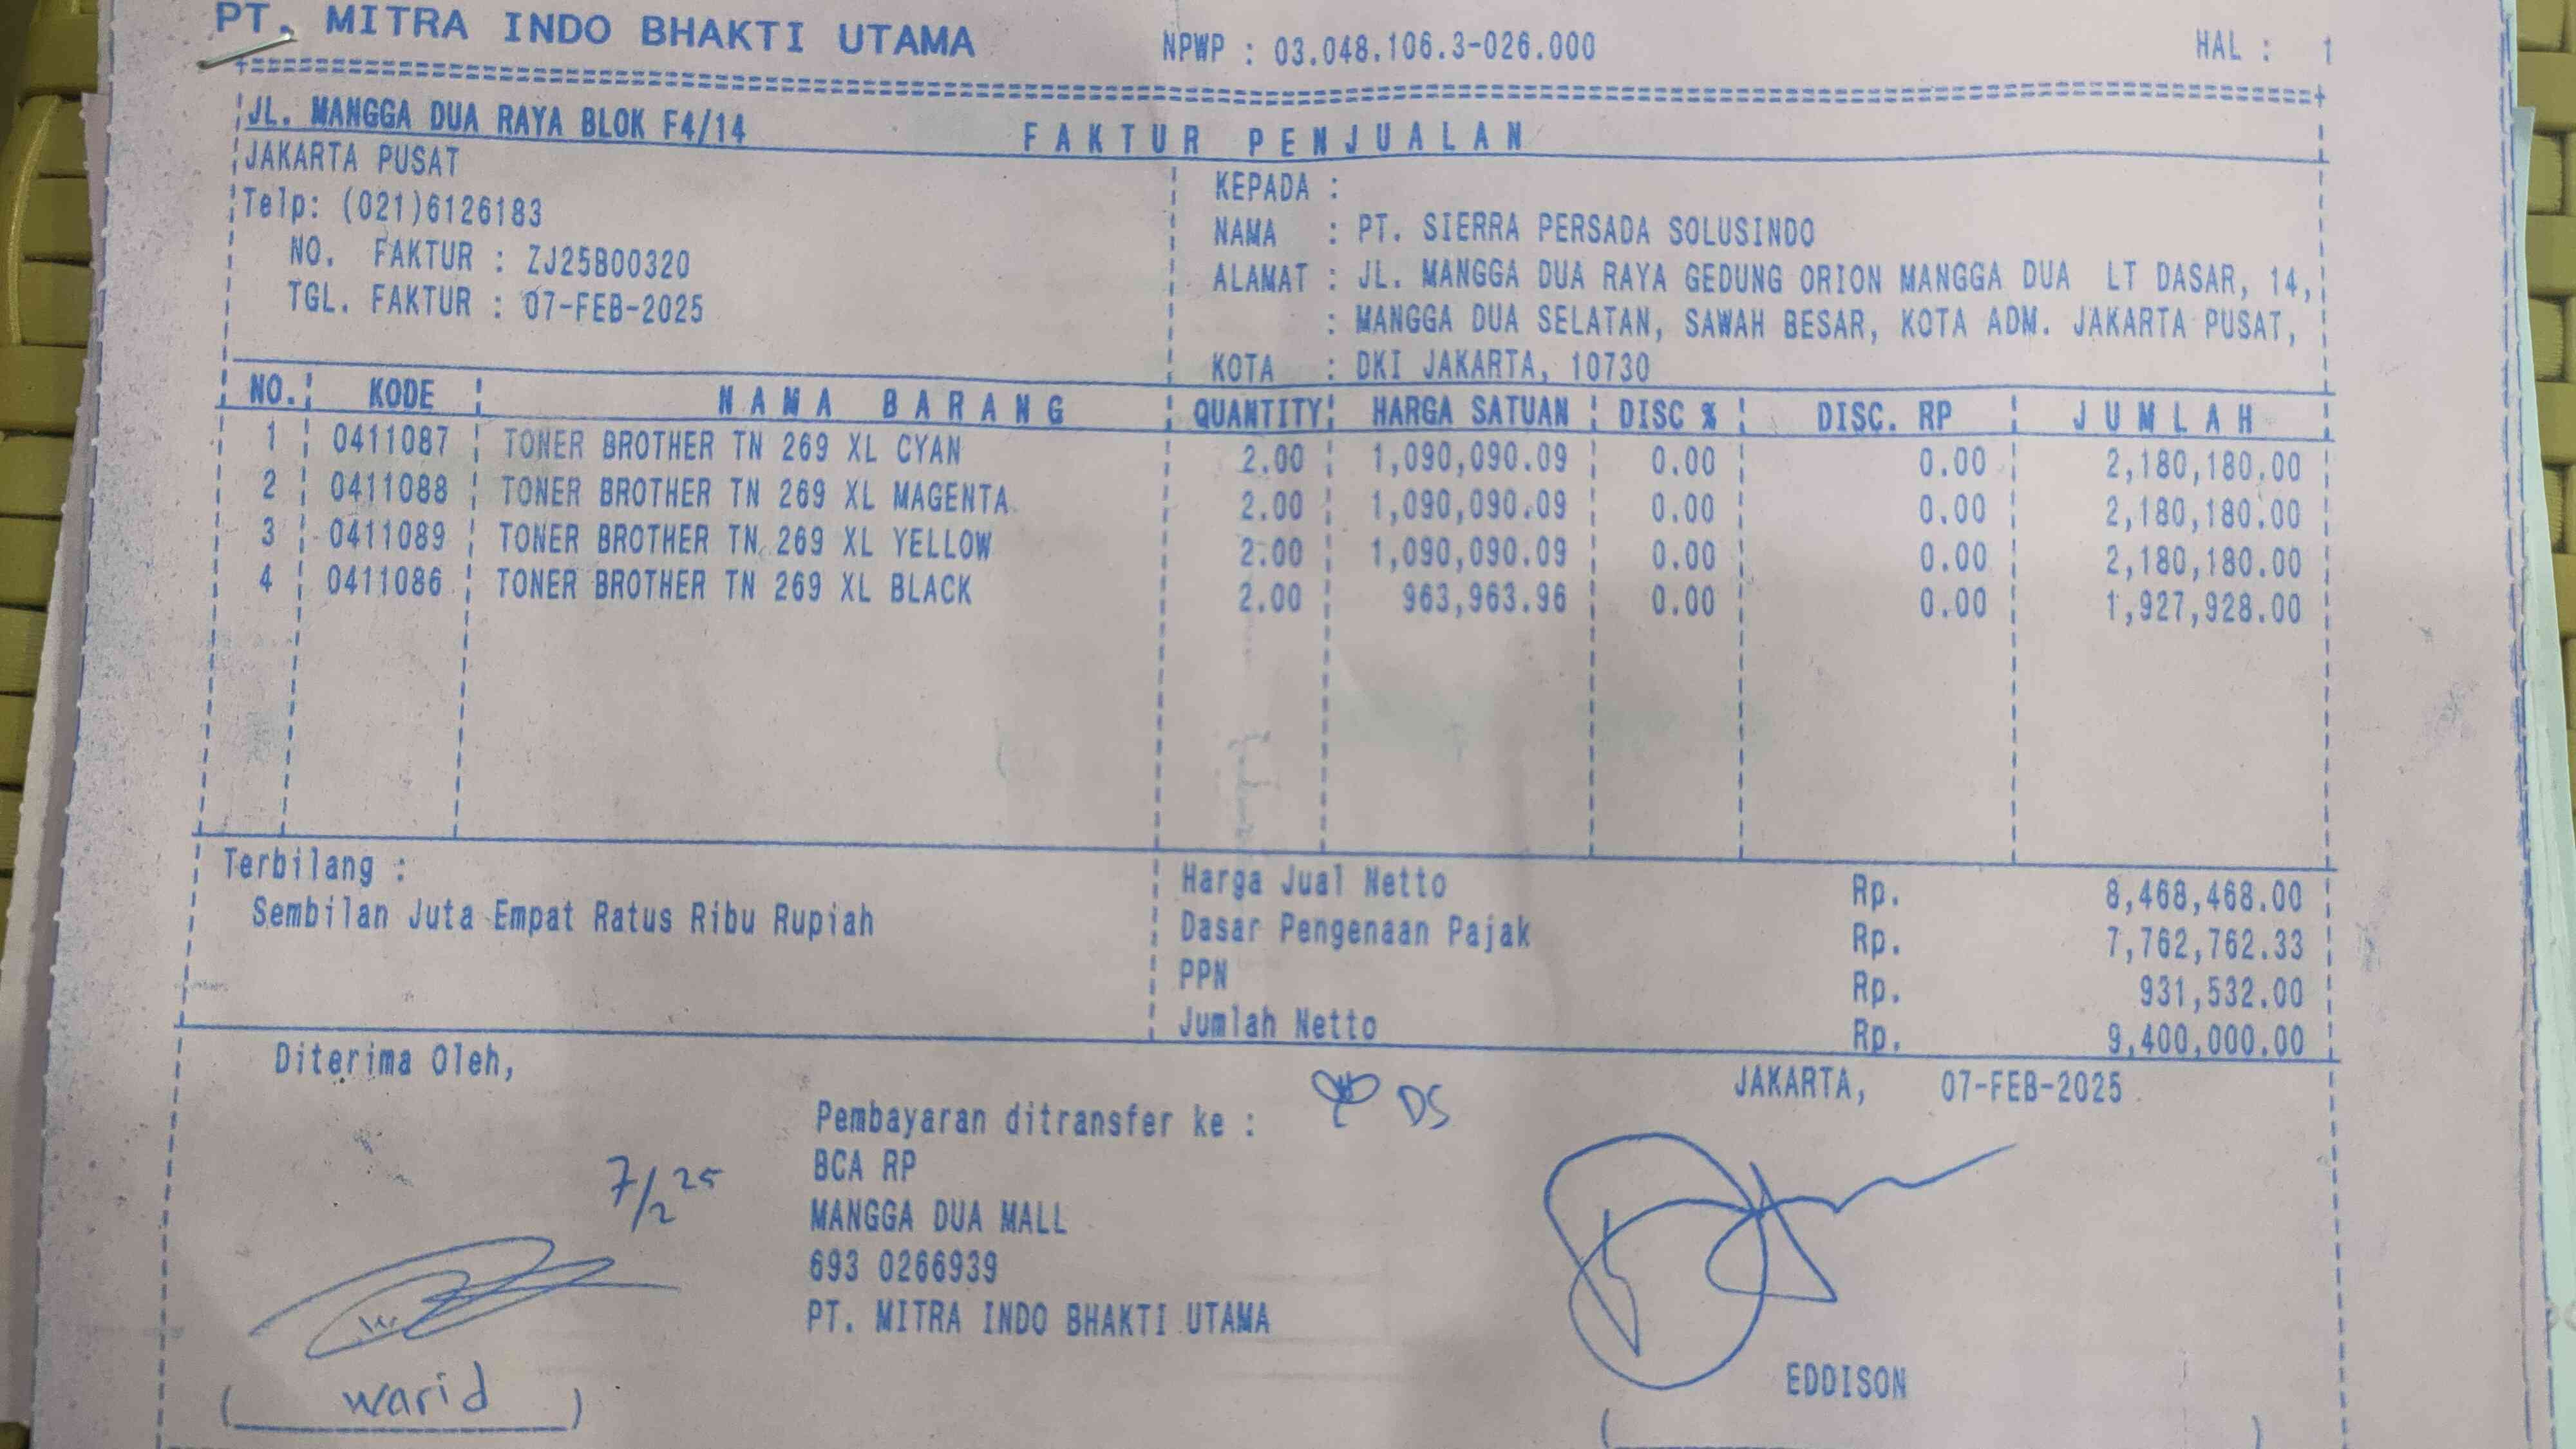 PT. MITRA INDO BHAKTI UTAMA NPWP : 03.048.106.3-026.000 HAL : 1
JL. MANGGA DUA RAYA BLOK F4/14 FAKTUR PENJUALAN
JAKARTA PUSAT
Telp: (021)6126183
NO. FAKTUR : ZJ25B00320
TGL. FAKTUR : 07-FEB-2025
KEPADA :
NAMA : PT. SIERRA PERSADA SOLUSINDO
ALAMAT : JL. MANGGA DUA RAYA GEDUNG ORION MANGGA DUA LT DASAR, 14,
: MANGGA DUA SELATAN, SAWAH BESAR, KOTA ADM. JAKARTA PUSAT,
KOTA : DKI JAKARTA, 10730
NO. KODE NAMA BARANG QUANTITY HARGA SATUAN DISC % DISC. RP JUMLAH
1 0411087 TONER BROTHER TN 269 XL CYAN 2.00 1,090,090.09 0.00 0.00 2,180,180.00
2 0411088 TONER BROTHER TN 269 XL MAGENTA 2.00 1,090,090.09 0.00 0.00 2,180,180.00
3 0411089 TONER BROTHER TN 269 XL YELLOW 2.00 1,090,090.09 0.00 0.00 2,180,180.00
4 0411086 TONER BROTHER TN 269 XL BLACK 2.00 963,963.96 0.00 0.00 1,927,928.00
Terbilang :
Sembilan Juta Empat Ratus Ribu Rupiah
Harga Jual Netto Rp. 8,468,468.00
Dasar Pengenaan Pajak Rp. 7,762,762.33
PPN Rp. 931,532.00
Jumlah Netto Rp. 9,400,000.00
Diterima Oleh,
7/2 25
warid
Pembayaran ditransfer ke :
DS
BCA RP
MANGGA DUA MALL
693 0266939
PT. MITRA INDO BHAKTI UTAMA
JAKARTA, 07-FEB-2025
EDDISON